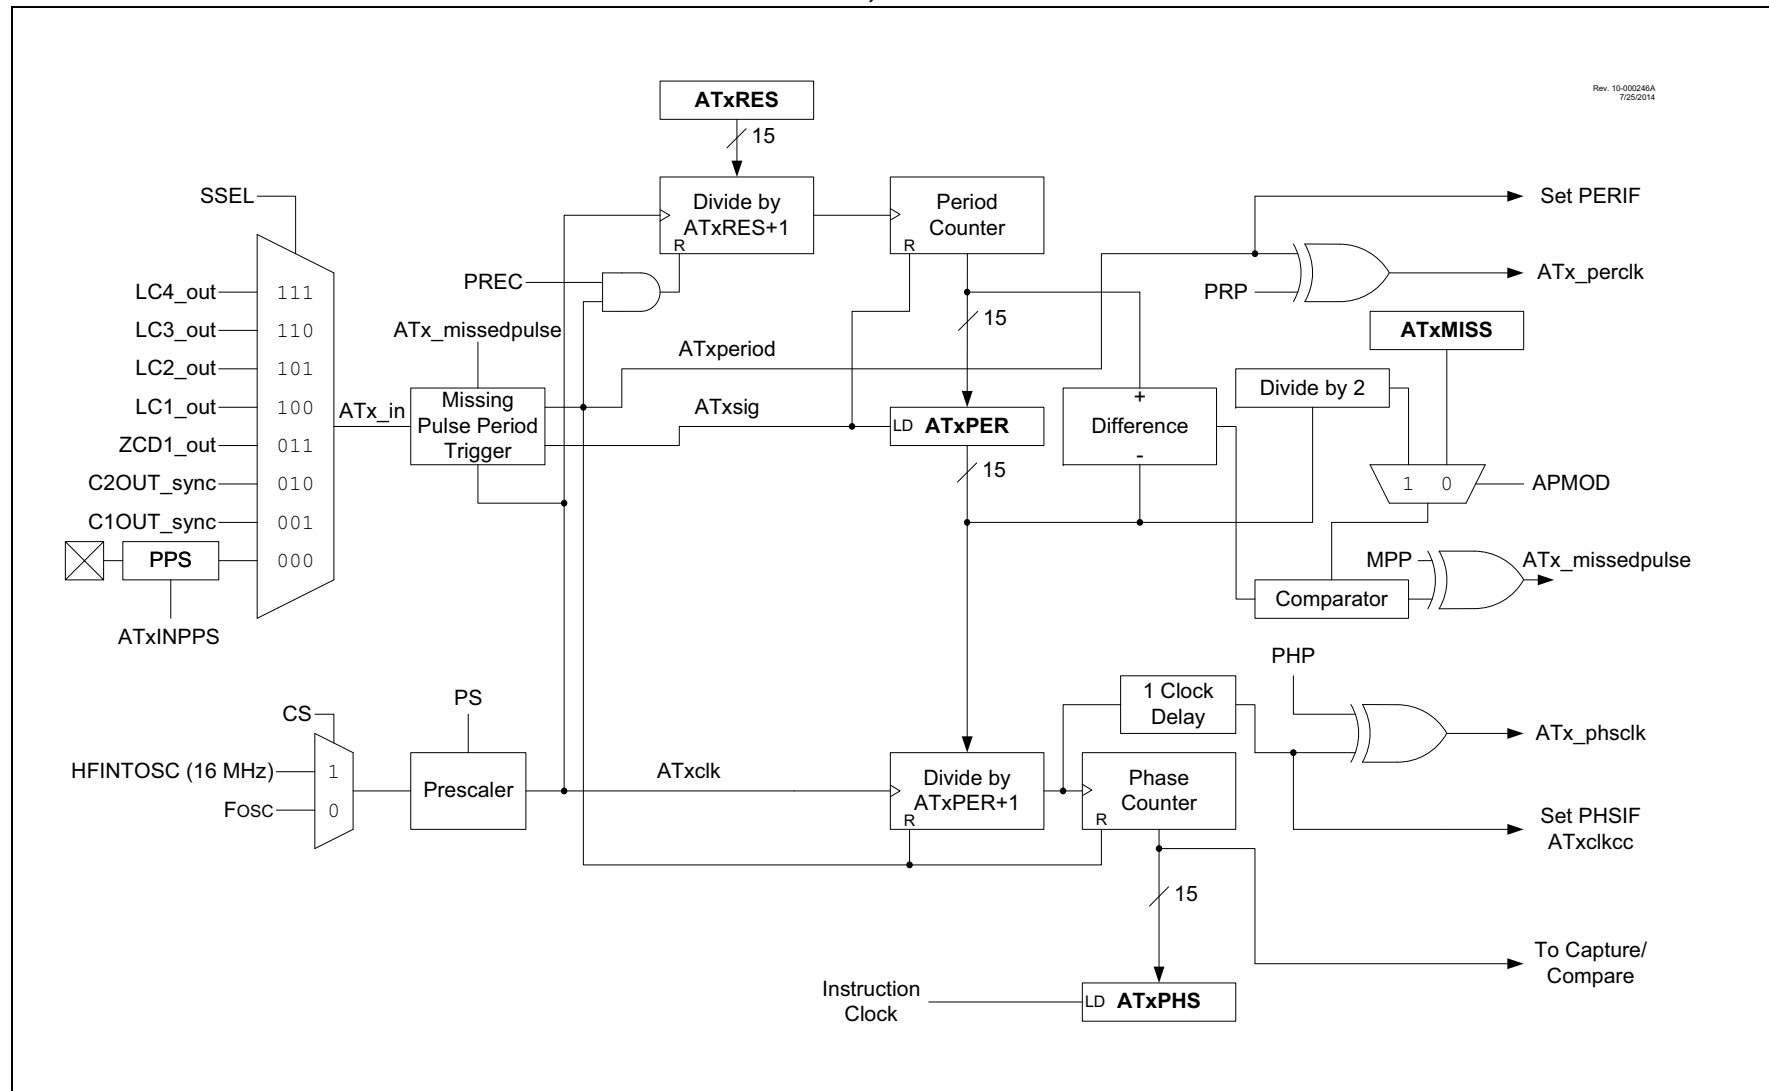 Rev. 10-000246A
7/25/2014
ATxRES
15
SSEL
Divide by
ATxRES+1
R
Period
Counter
R
Set PERIF
PREC
ATx_perclk
PRP
LC4_out
111
LC3_out
110
LC2_out
101
LC1_out
100
ZCD1_out
011
C2OUT_sync
010
C1OUT_sync
001
PPS
000
ATxINPPS
ATx_in
ATx_missedpulse
Missing
Pulse Period
Trigger
ATxperiod
ATxsig
15
LD ATxPER
15
+
Difference
-
ATxMISS
Divide by 2
1 0
APMOD
MPP
ATx_missedpulse
Comparator
PHP
1 Clock
Delay
ATx_phsclk
CS
PS
HFINTOSC (16 MHz)
1
FOSC
0
Prescaler
ATxclk
Divide by
ATxPER+1
R
Phase
Counter
R
Set PHSIF
ATxclkcc
15
To Capture/
Compare
Instruction
Clock
LD ATxPHS